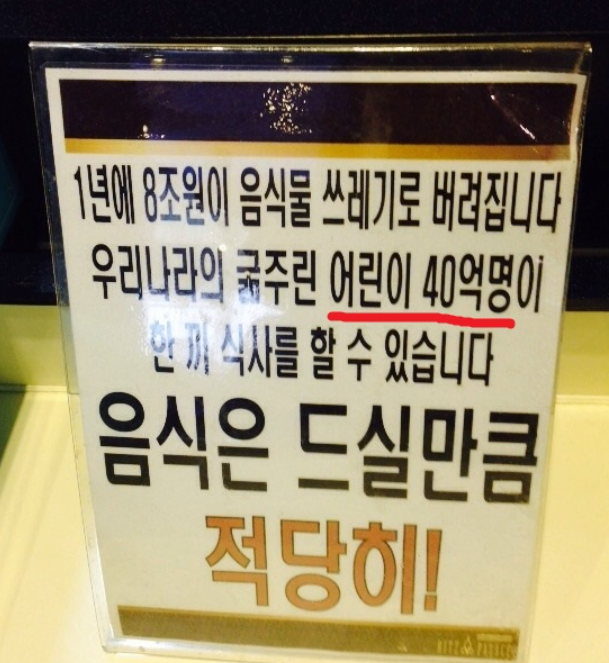 1년에 8조원이 음식물 쓰레기로 버려집니다
우리나라의 굶주린 어린이 40억명이
한 끼 식사를 할 수 있습니다
음식은 드실만큼
적당히!